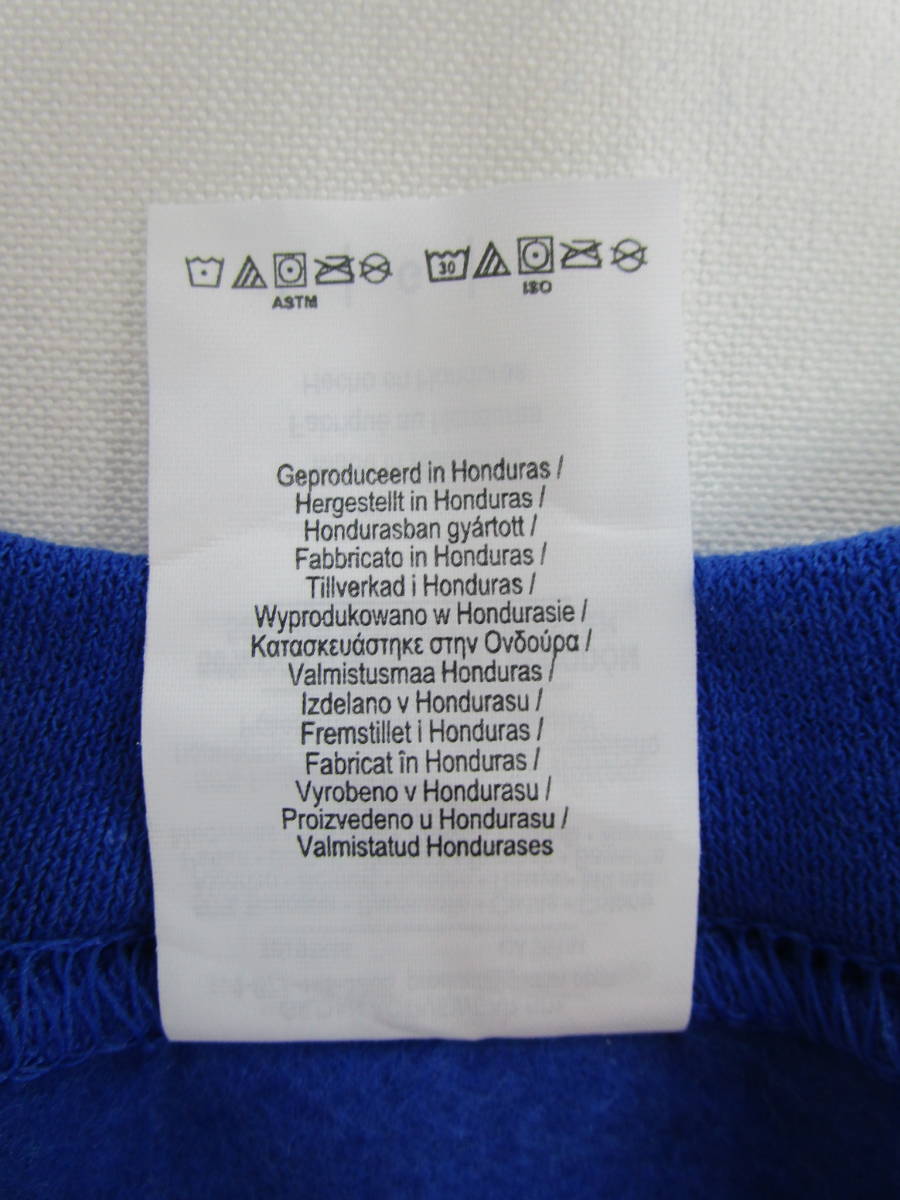 30
ASTM
ISO
Geproduceerd in Honduras /
Hergestellt in Honduras /
Hondurasban gyártott /
Fabbricato in Honduras /
Tillverkad i Honduras /
Wyprodukowano w Hondurasie /
Κατασκευάστηκε στην Ονδούρα /
Valmistusmaa Honduras /
Izdelano v Hondurasu /
Fremstillet i Honduras /
Fabricat în Honduras /
Vyrobeno v Hondurasu /
Proizvedeno u Hondurasu /
Valmistatud Hondurases